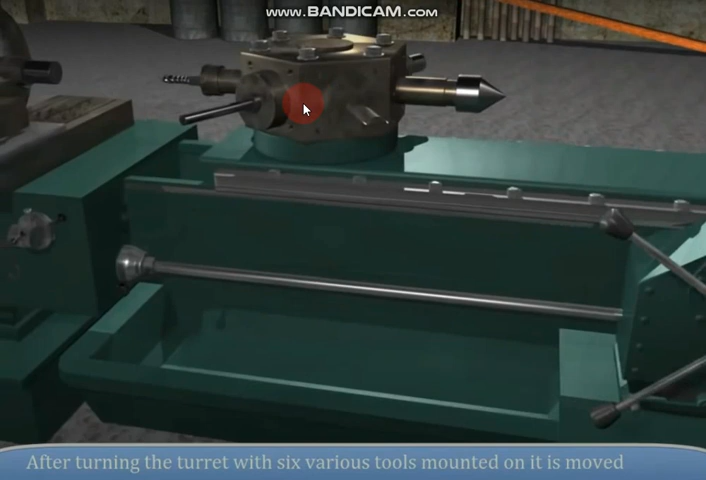 www.BANDICAM.com
After turning the turret with six various tools mounted on it is moved